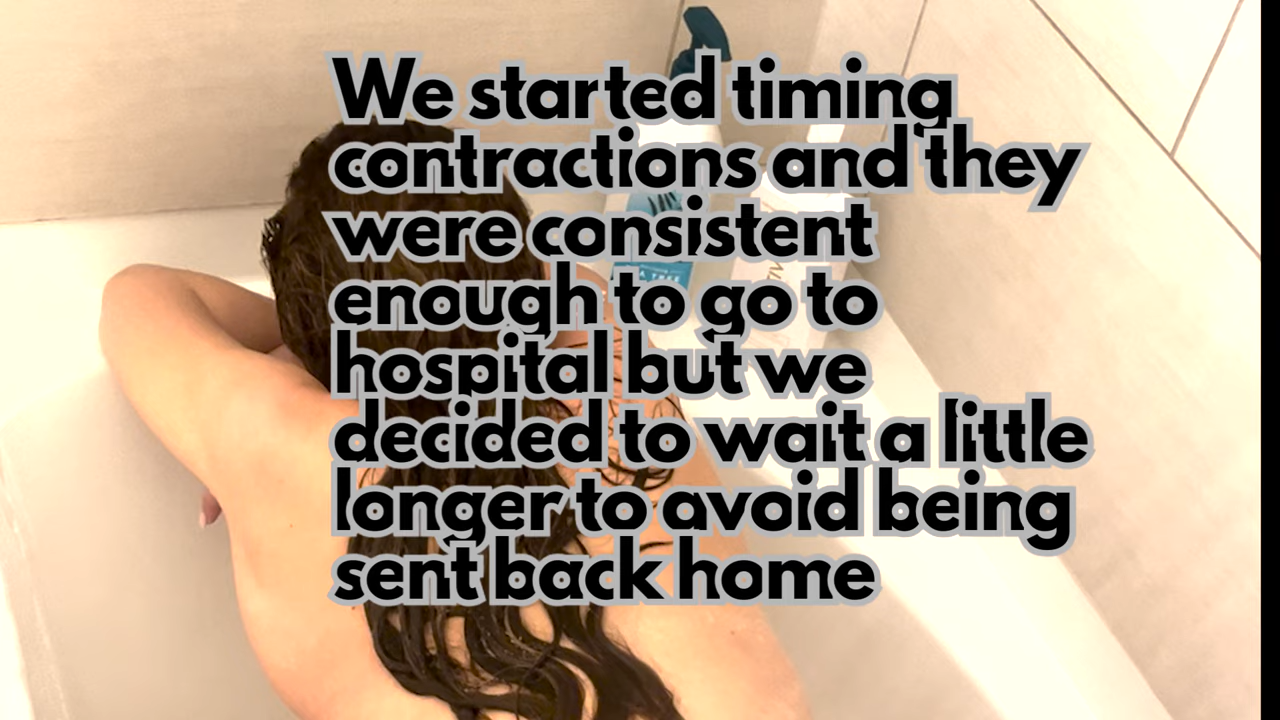 We started timing
contractions and they
were consistent
enough to go to
hospital but we
decided to wait a little
longer to avoid being
sent back home
TREE